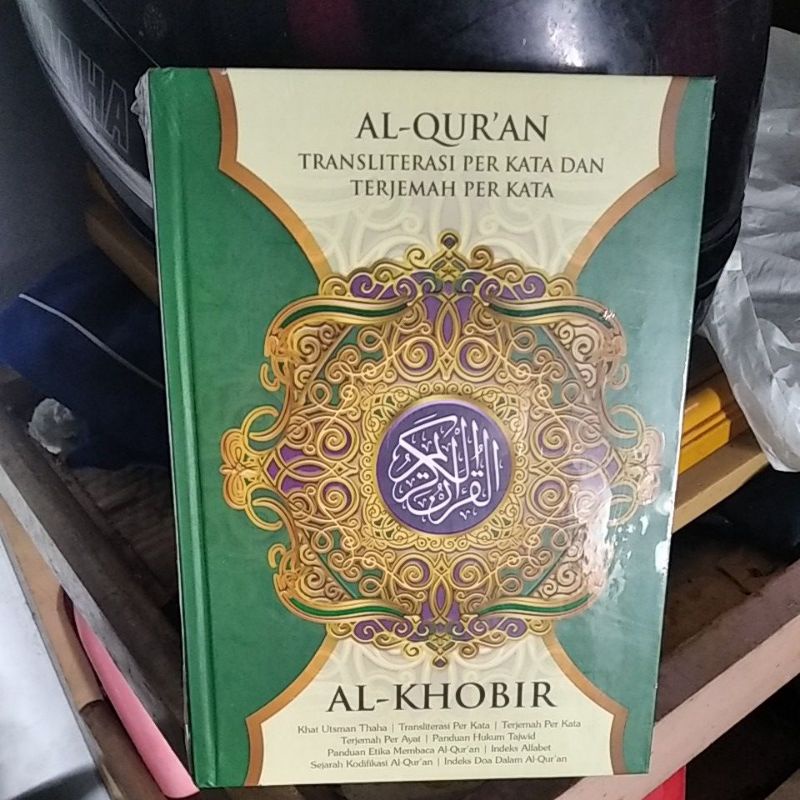 AL-QUR'AN
TRANSLITERASI PER KATA DAN
TERJEMAH PER KATA
القرآن الكريم
AL-KHOBIR
Khat Utsman Thaha | Transliterasi Per Kata | Terjemah Per Kata
Terjemah Per Ayat | Panduan Hukum Tajwid
Panduan Etika Membaca Al-Qur'an | Indeks Alfabet
Sejarah Kodifikasi Al-Qur'an | Indeks Doa Dalam Al-Qur'an